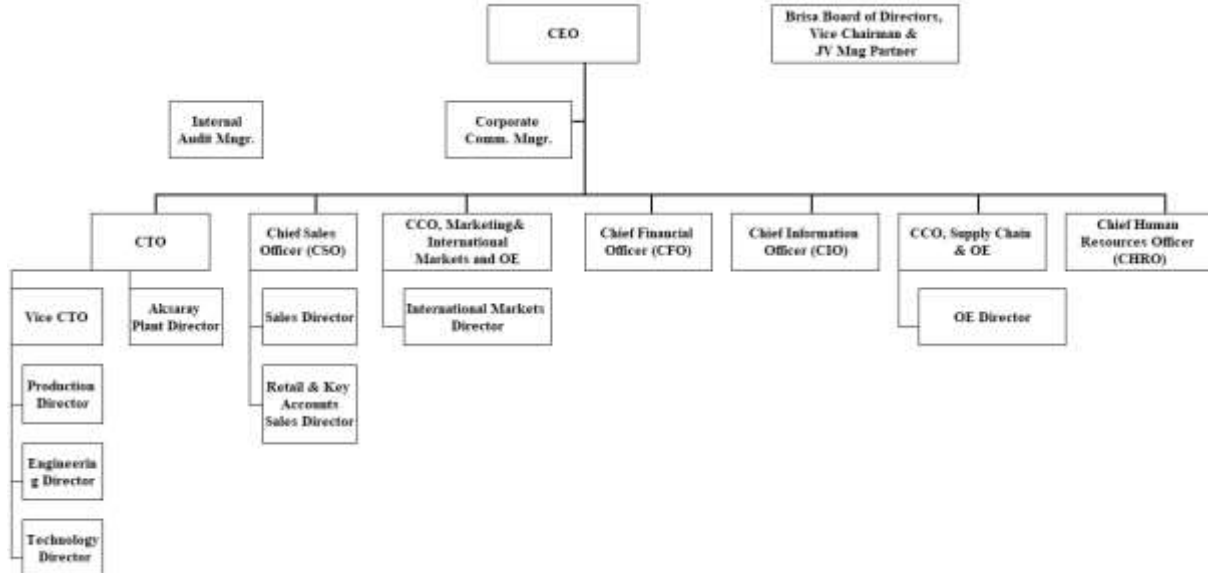 CEO
Brisa Board of Directors,
Vice Chairman &
JV Mng Partner
Internal
Audit Mngr.
Corporate
Comm. Mngr.
CTO
Chief Sales
Officer (CSO)
CCO, Marketing&
International
Markets and OE
Chief Financial
Officer (CFO)
Chief Information
Officer (CIO)
CCO, Supply Chain
& OE
Chief Human
Resources Officer
(CHRO)
Vice CTO
Aksaray
Plant Director
Sales Director
International Markets
Director
OE Director
Production
Director
Retail & Key
Accounts
Sales Director
Engineerin
g Director
Technology
Director